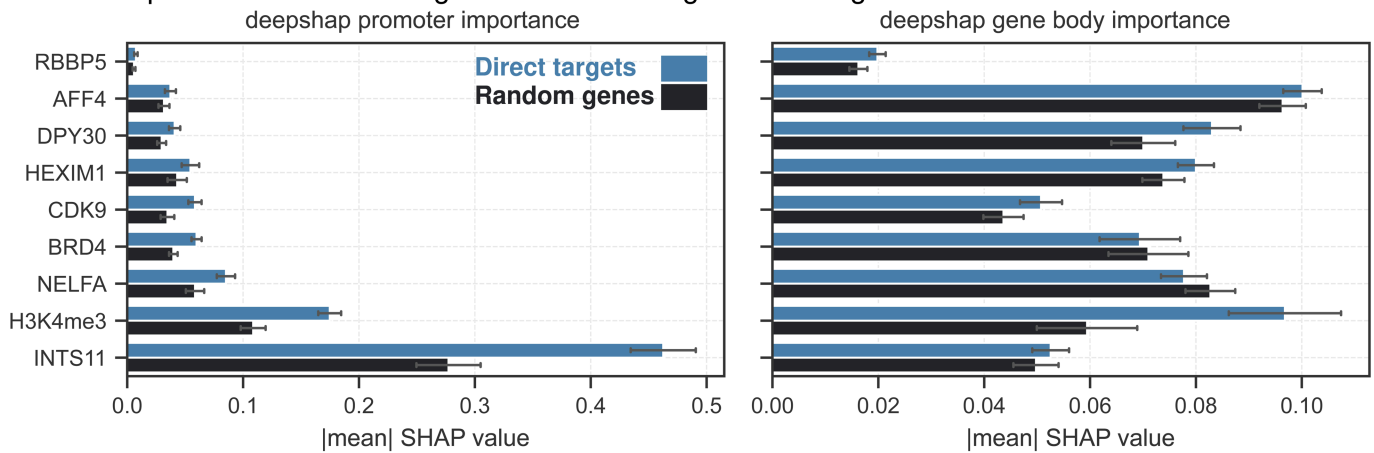 deepshap promoter importance
deepshap gene body importance
RBBP5
AFF4
DPY30
HEXIM1
CDK9
BRD4
NELFA
H3K4me3
INTS11
Direct targets
Random genes
0.0 0.1 0.2 0.3 0.4 0.5
|mean| SHAP value
0.00 0.02 0.04 0.06 0.08 0.10
|mean| SHAP value